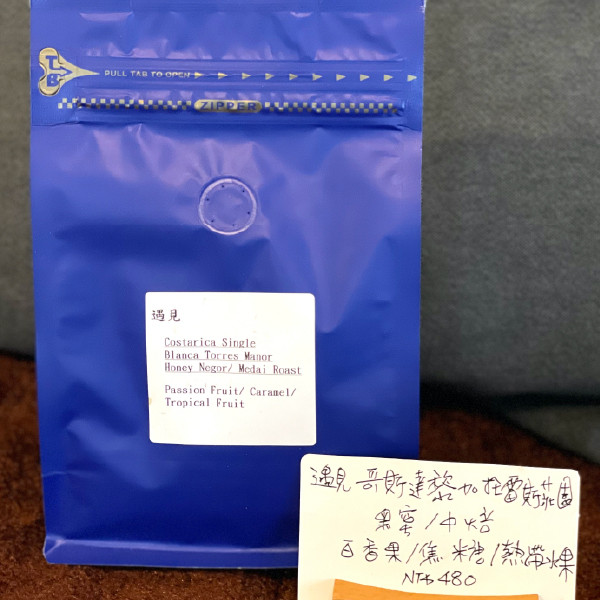 TB
PULL TAB TO OPEN
ZIPPER
遇見
Costarica Single
Blanca Torres Manor
Honey Negor/ Medai Roast
Passion Fruit/ Caramel/
Tropical Fruit
遇見 哥斯達黎加 托雷斯莊園
黑蜜/中焙
百香果/焦糖/熱帶水果
NT$480